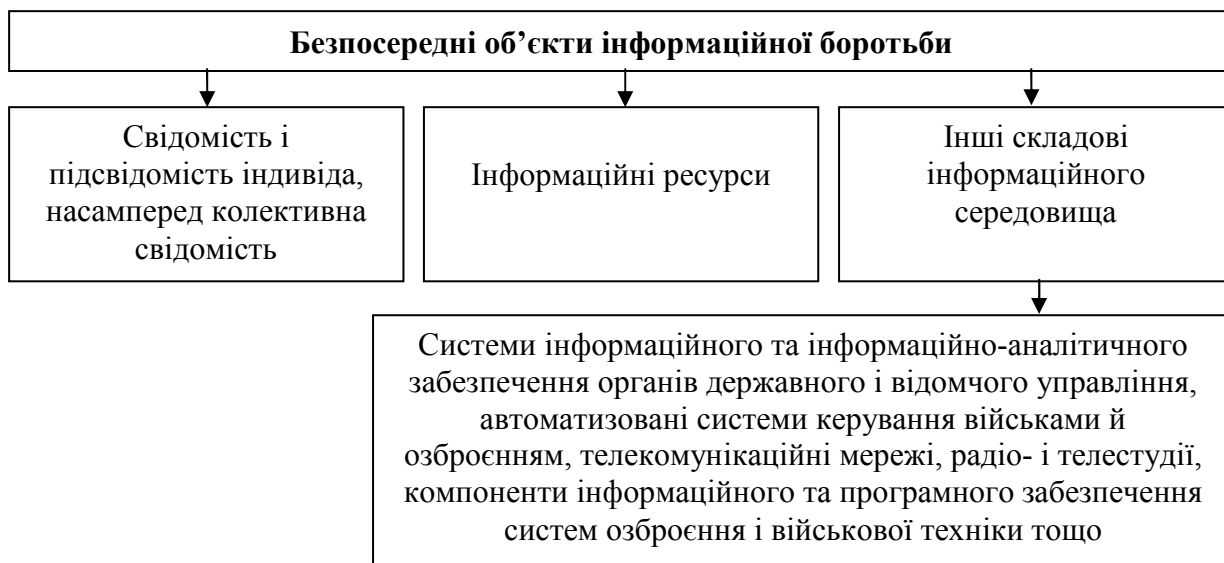 Безпосередні об’єкти інформаційної боротьби
Свідомість і
підсвідомість індивіда,
насамперед колективна
свідомість
Інформаційні ресурси
Інші складові
інформаційного
середовища
Системи інформаційного та інформаційно-аналітичного
забезпечення органів державного і відомчого управління,
автоматизовані системи керування військами й
озброєнням, телекомунікаційні мережі, радіо- і телестудії,
компоненти інформаційного та програмного забезпечення
систем озброєння і військової техніки тощо